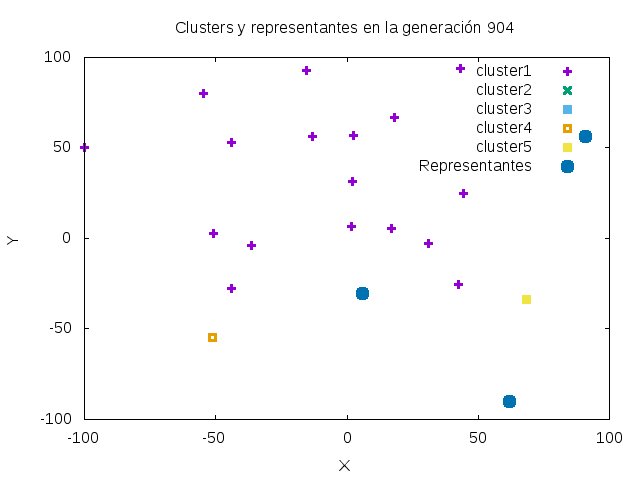 Clusters y representantes en la generación 904
100
50
0
-50
-100
Y
cluster1
cluster2
cluster3
cluster4
cluster5
Representantes
-100 -50 0 50 100
X